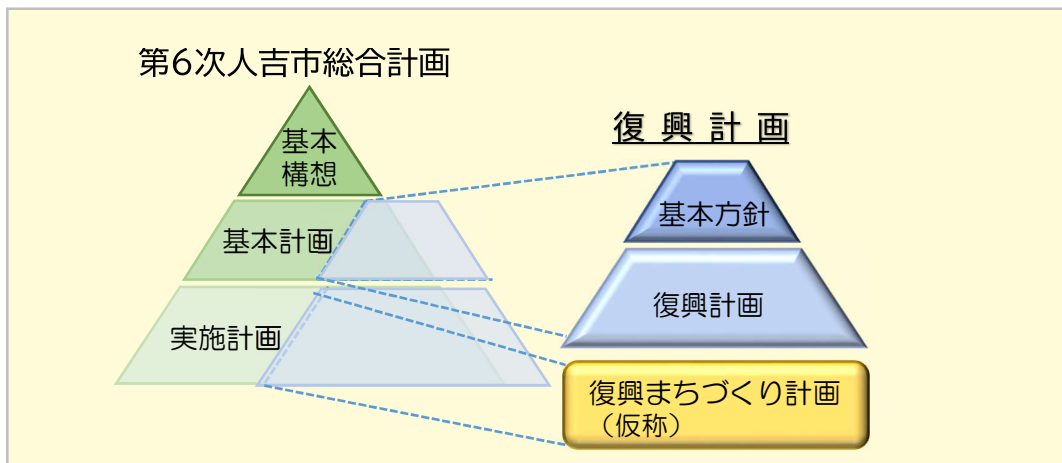 第6次人吉市総合計画
基本
構想
基本計画
実施計画
復興計画
基本方針
復興計画
復興まちづくり計画
（仮称）